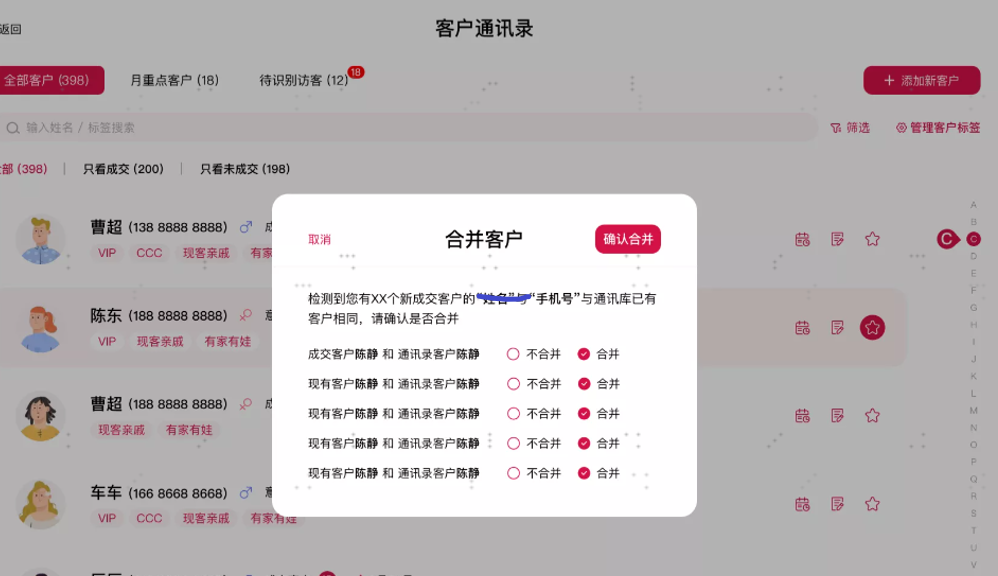 返回
客户通讯录
全部客户 (398)
月重点客户 (18)
待识别访客 (12)
18
+ 添加新客户
输入姓名 / 标签搜索
筛选
管理客户标签
部 (398)
只看成交 (200)
只看未成交 (198)
曹超 (138 8888 8888)
VIP CCC 现客亲戚 有家
陈东 (188 8888 8888)
VIP 现客亲戚 有家有娃
曹超 (188 8888 8888)
现客亲戚 有家有娃
车车 (166 8668 8668)
VIP CCC 现客亲戚 有家有娃
取消
合并客户
确认合并
检测到您有XX个新成交客户的“姓名”与“手机号”与通讯库已有
客户相同，请确认是否合并
成交客户陈静 和 通讯录客户陈静 不合并 合并
现有客户陈静 和 通讯录客户陈静 不合并 合并
现有客户陈静 和 通讯录客户陈静 不合并 合并
现有客户陈静 和 通讯录客户陈静 不合并 合并
现有客户陈静 和 通讯录客户陈静 不合并 合并
A
B
C C
D
E
F
G
H
I
J
K
L
M
N
O
P
Q
R
S
T
U
V